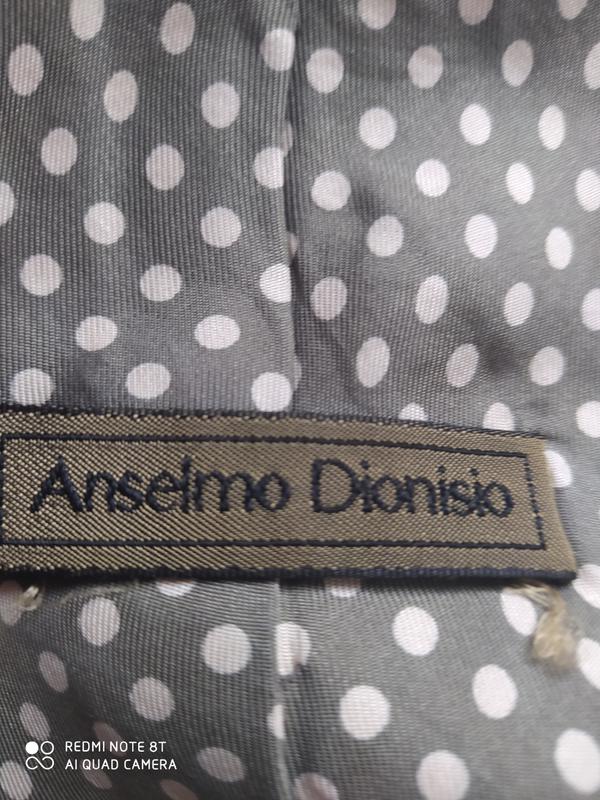 Anselmo Dionisio
REDMI NOTE 8T
AI QUAD CAMERA